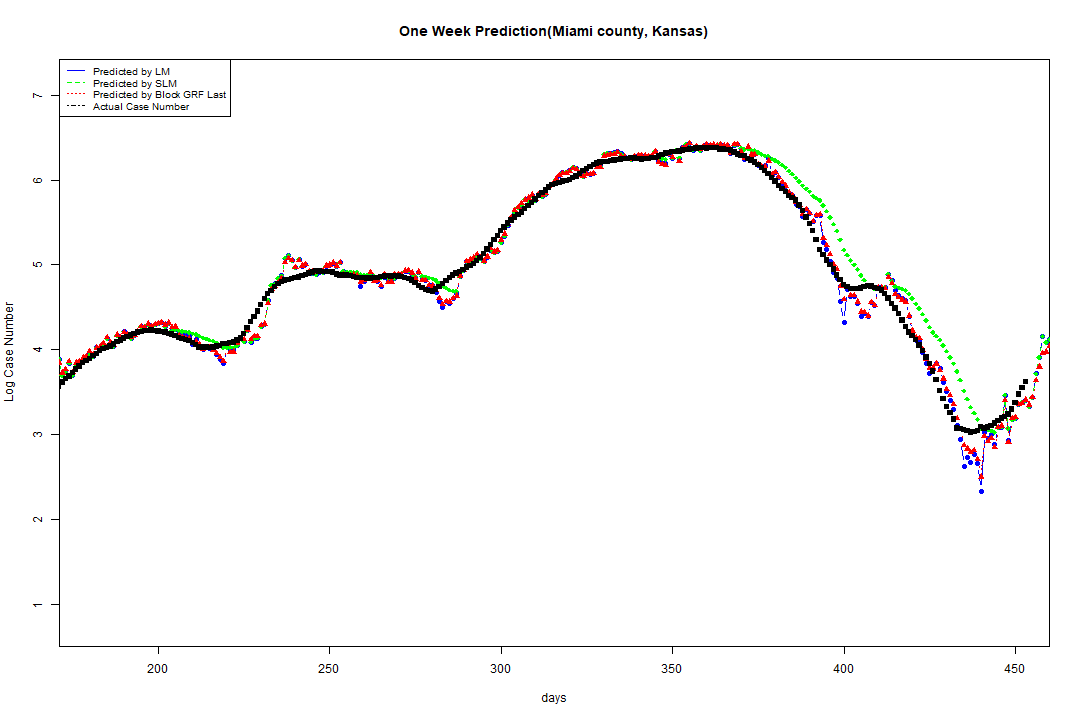 One Week Prediction(Miami county, Kansas)
Predicted by LM
Predicted by SLM
Predicted by Block GRF Last
Actual Case Number
7
6
5
4
3
2
1
Log Case Number
200 250 300 350 400 450
days